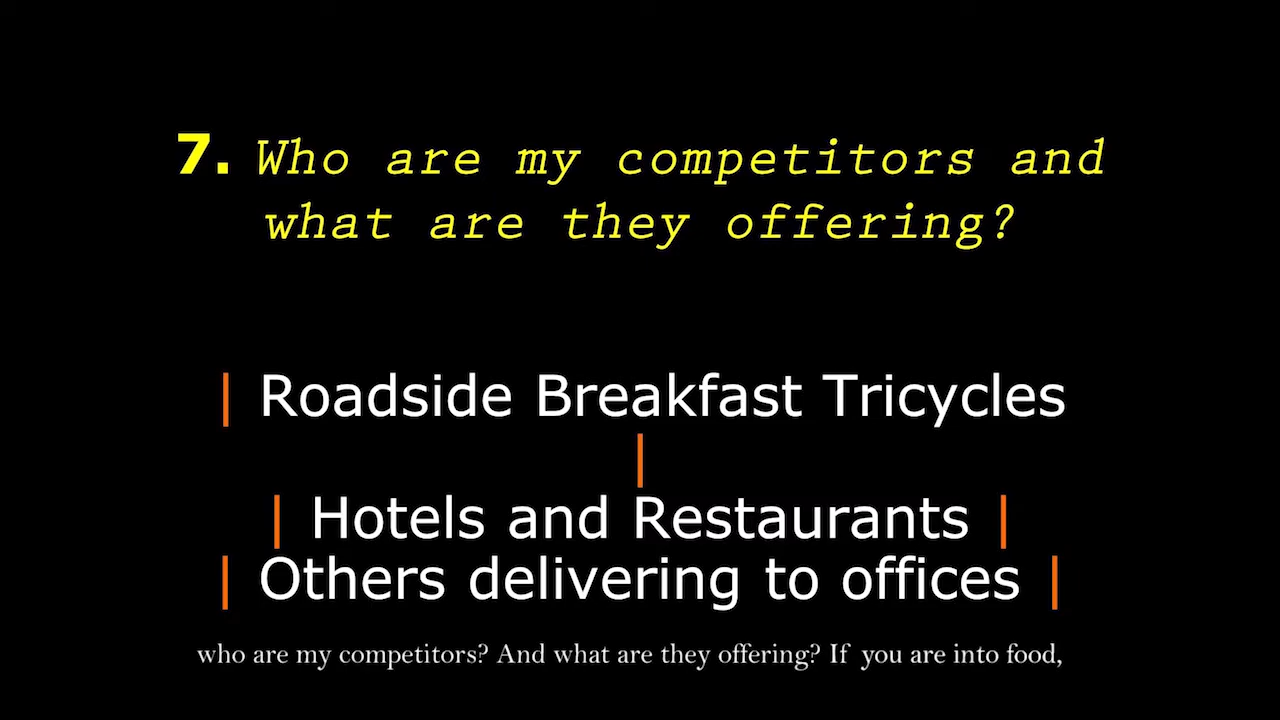 7. Who are my competitors and
what are they offering?
| Roadside Breakfast Tricycles
|
| Hotels and Restaurants |
| Others delivering to offices |
who are my competitors? And what are they offering? If you are into food,